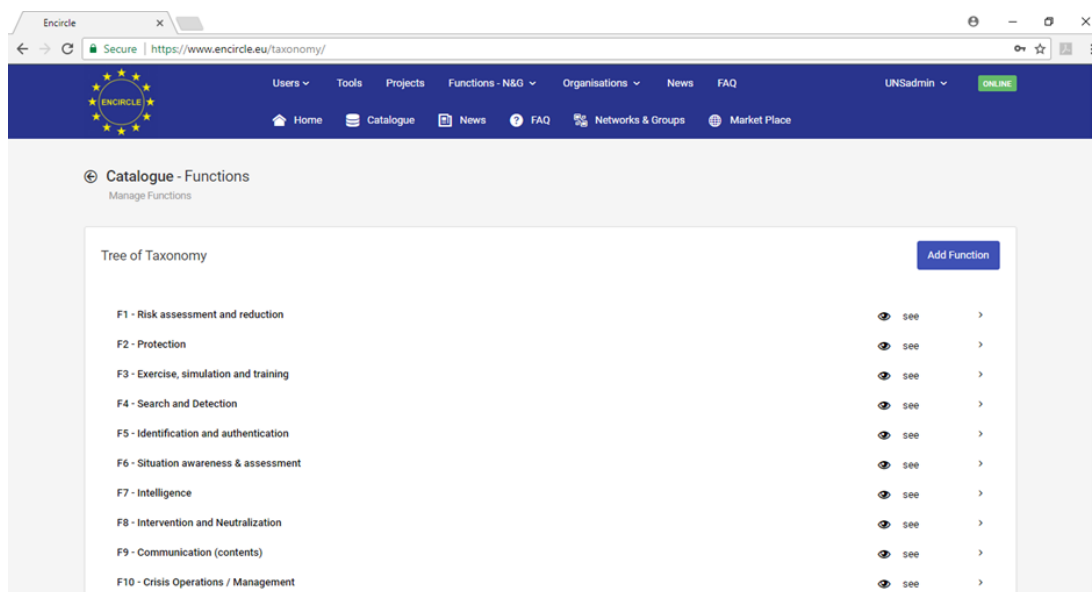 Encircle
Secure | https://www.encircle.eu/taxonomy/
ENCIRCLE
Users Tools Projects Functions - N&G Organisations News FAQ UNSadmin ONLINE
Home Catalogue News FAQ Networks & Groups Market Place
Catalogue - Functions
Manage Functions
Tree of Taxonomy Add Function
F1 - Risk assessment and reduction see
F2 - Protection see
F3 - Exercise, simulation and training see
F4 - Search and Detection see
F5 - Identification and authentication see
F6 - Situation awareness & assessment see
F7 - Intelligence see
F8 - Intervention and Neutralization see
F9 - Communication (contents) see
F10 - Crisis Operations / Management see